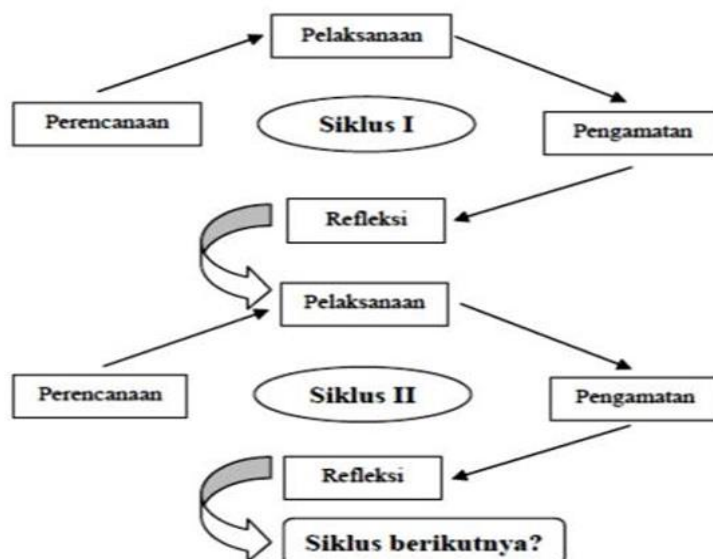 Pelaksanaan
Perencanaan
Siklus I
Pengamatan
Refleksi
Pelaksanaan
Perencanaan
Siklus II
Pengamatan
Refleksi
Siklus berikutnya?